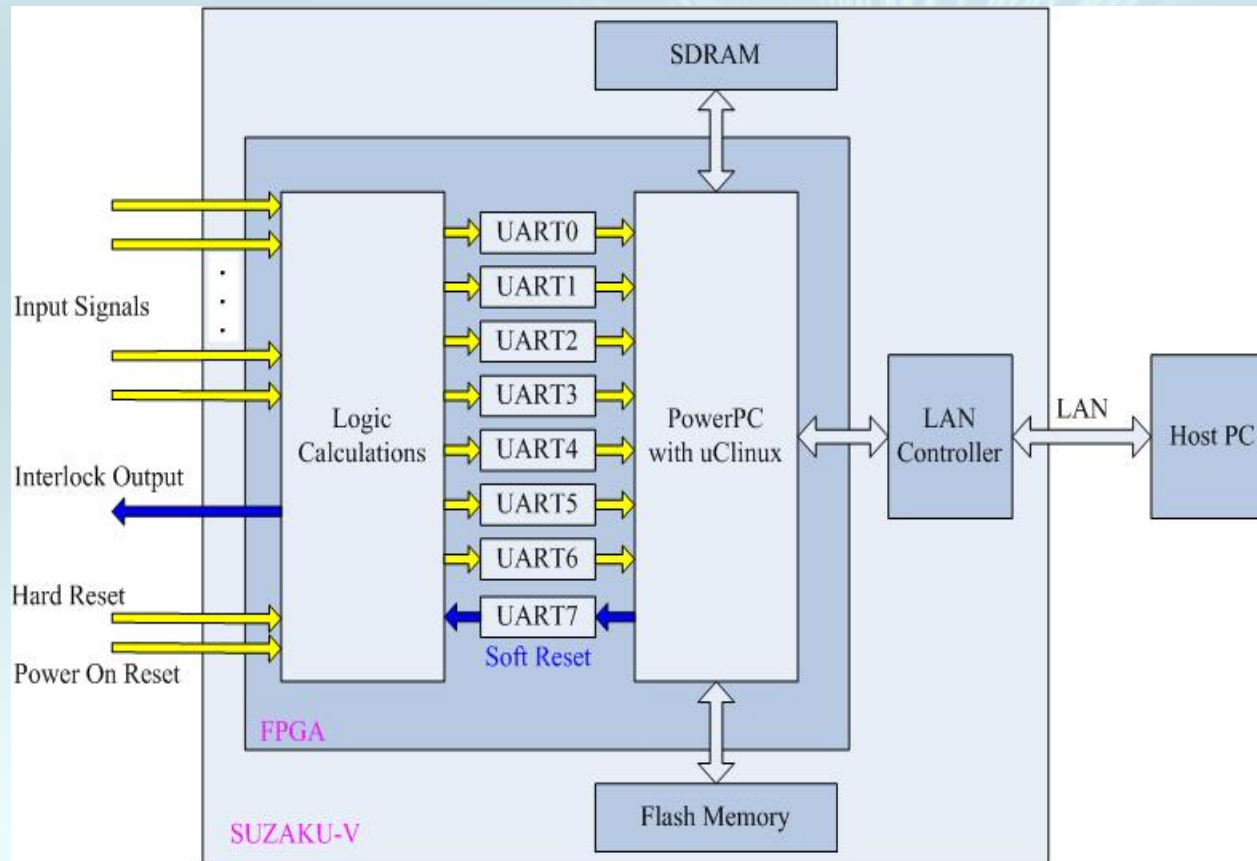 SDRAM
Input Signals
Interlock Output
Hard Reset
Power On Reset
Logic
Calculations
UART0
UART1
UART2
UART3
UART4
UART5
UART6
UART7
Soft Reset
PowerPC
with uClinux
LAN
Controller
LAN
Host PC
FPGA
Flash Memory
SUZAKU-V